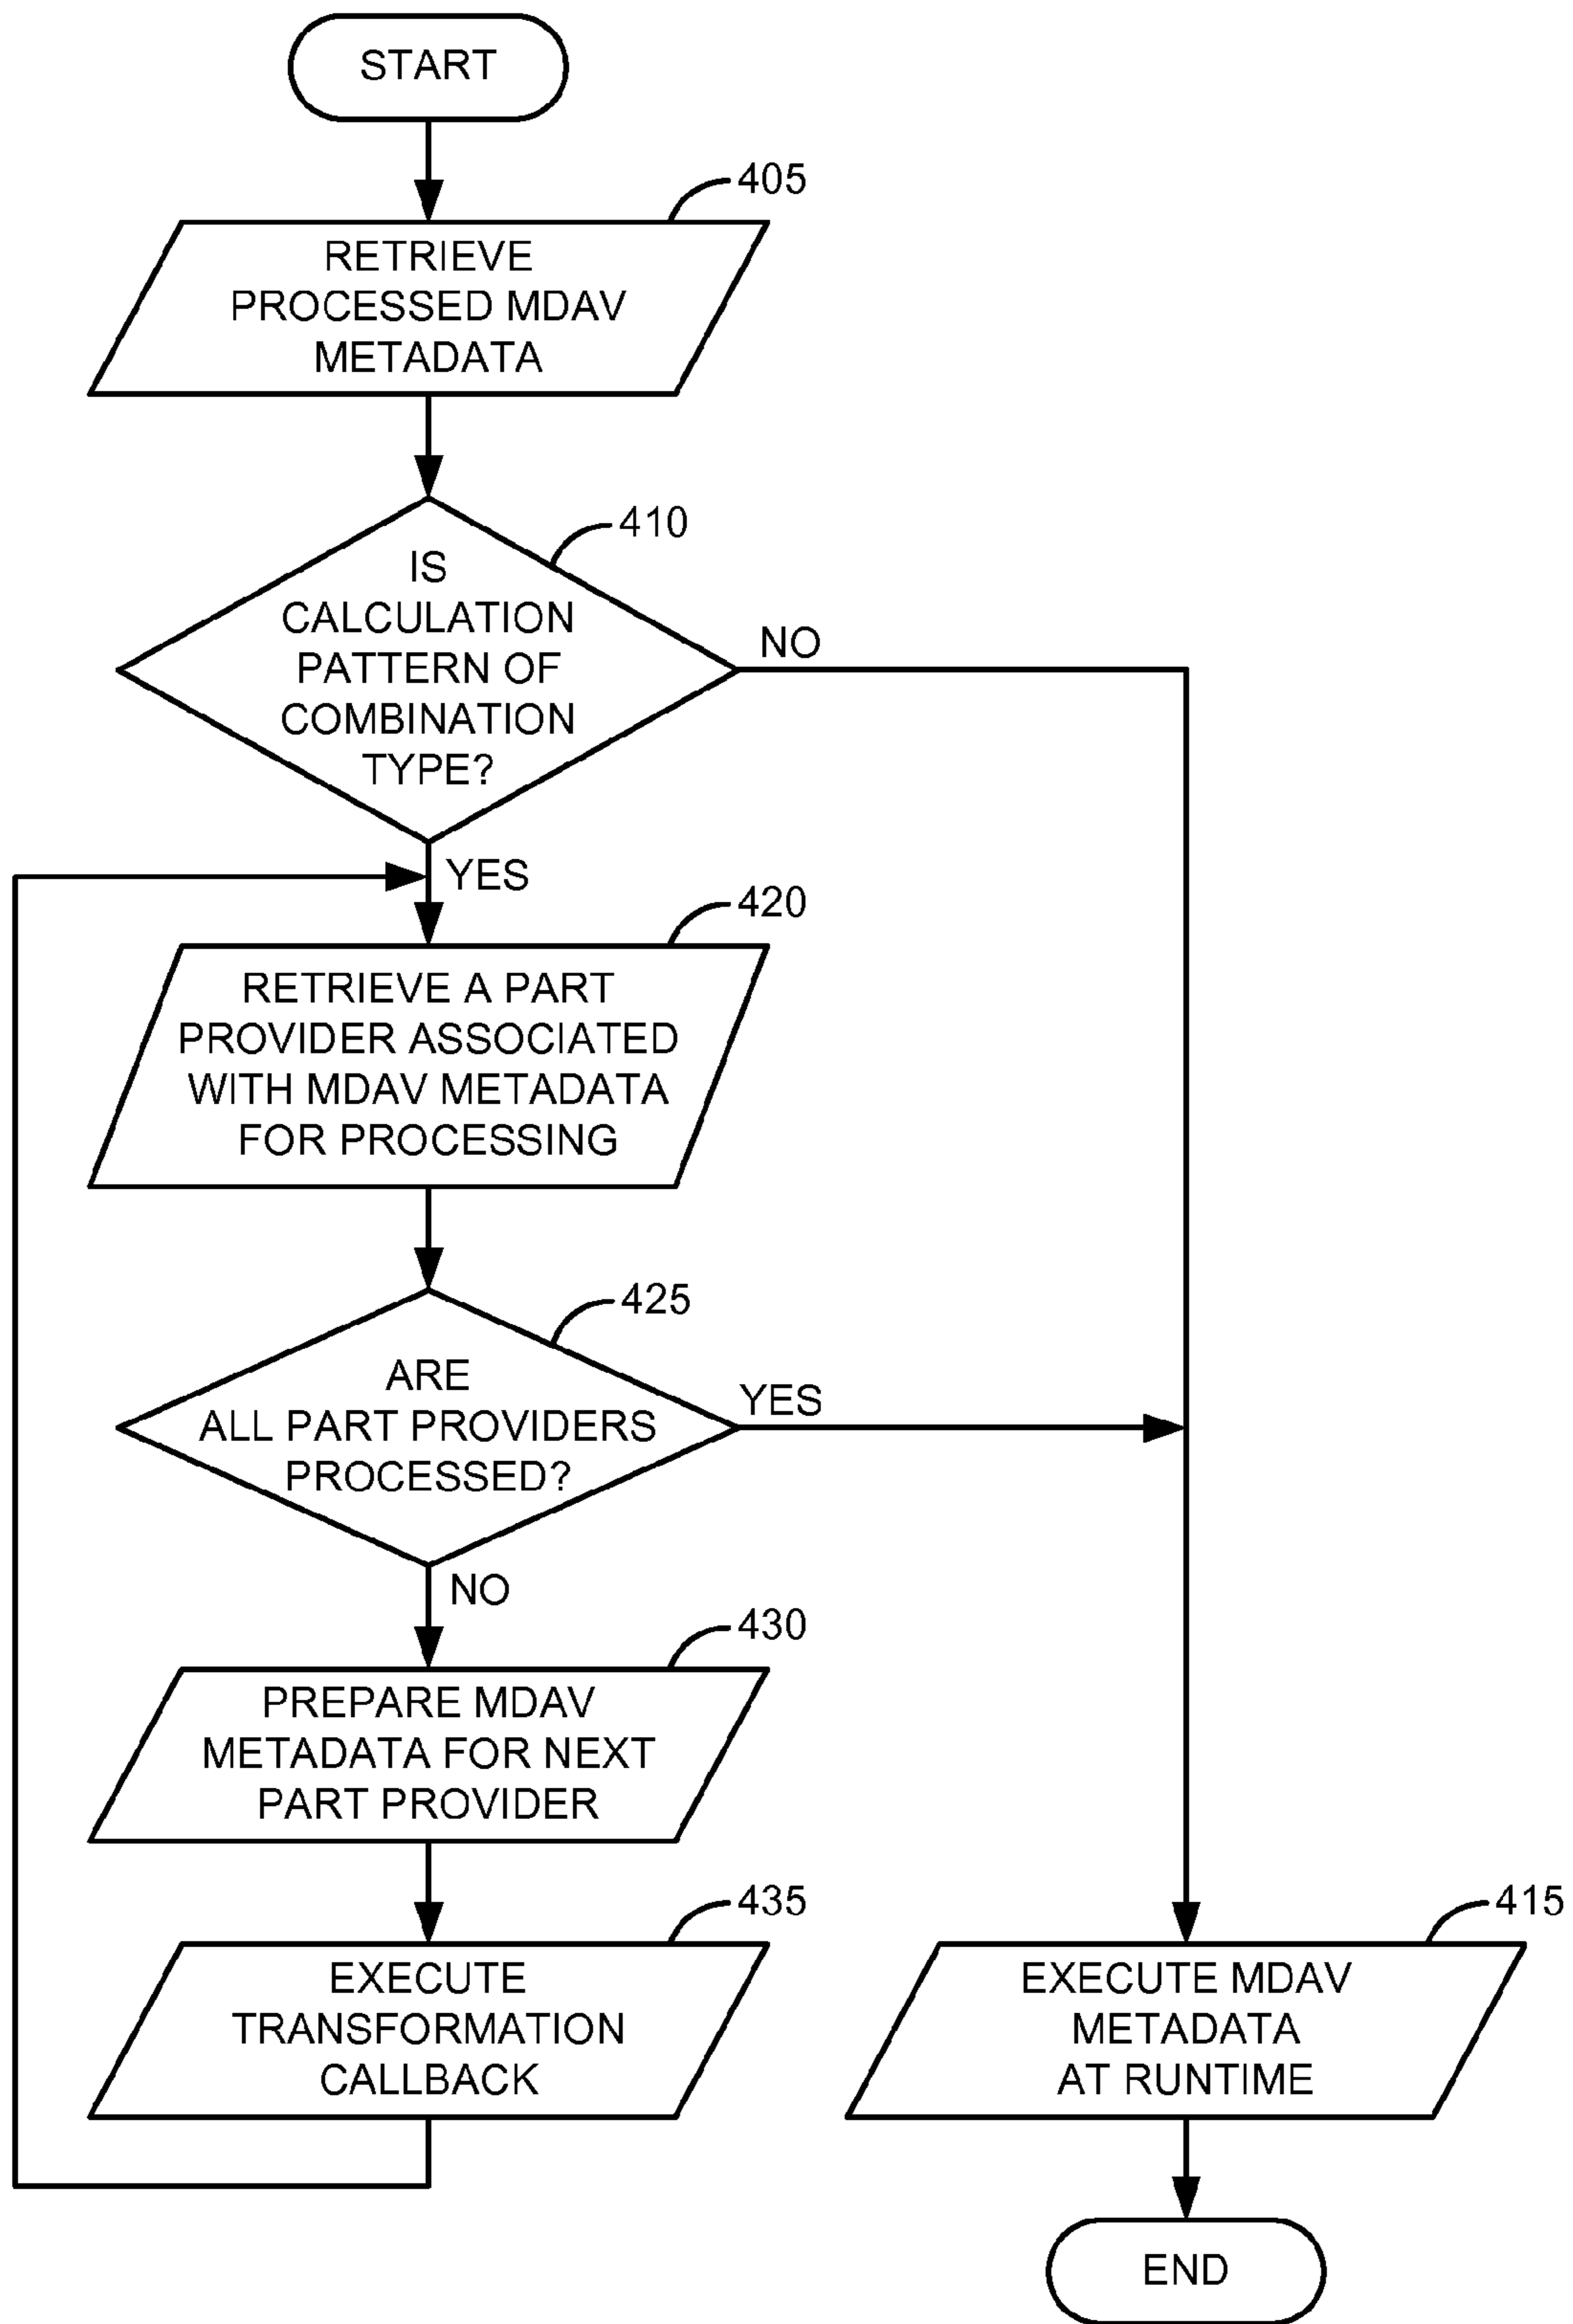 START
405
RETRIEVE
PROCESSED MDAV
METADATA
410
IS
CALCULATION
PATTERN OF
COMBINATION
TYPE?
NO
YES
420
RETRIEVE A PART
PROVIDER ASSOCIATED
WITH MDAV METADATA
FOR PROCESSING
425
ARE
ALL PART PROVIDERS
PROCESSED?
YES
NO
430
PREPARE MDAV
METADATA FOR NEXT
PART PROVIDER
435
EXECUTE
TRANSFORMATION
CALLBACK
415
EXECUTE MDAV
METADATA
AT RUNTIME
END